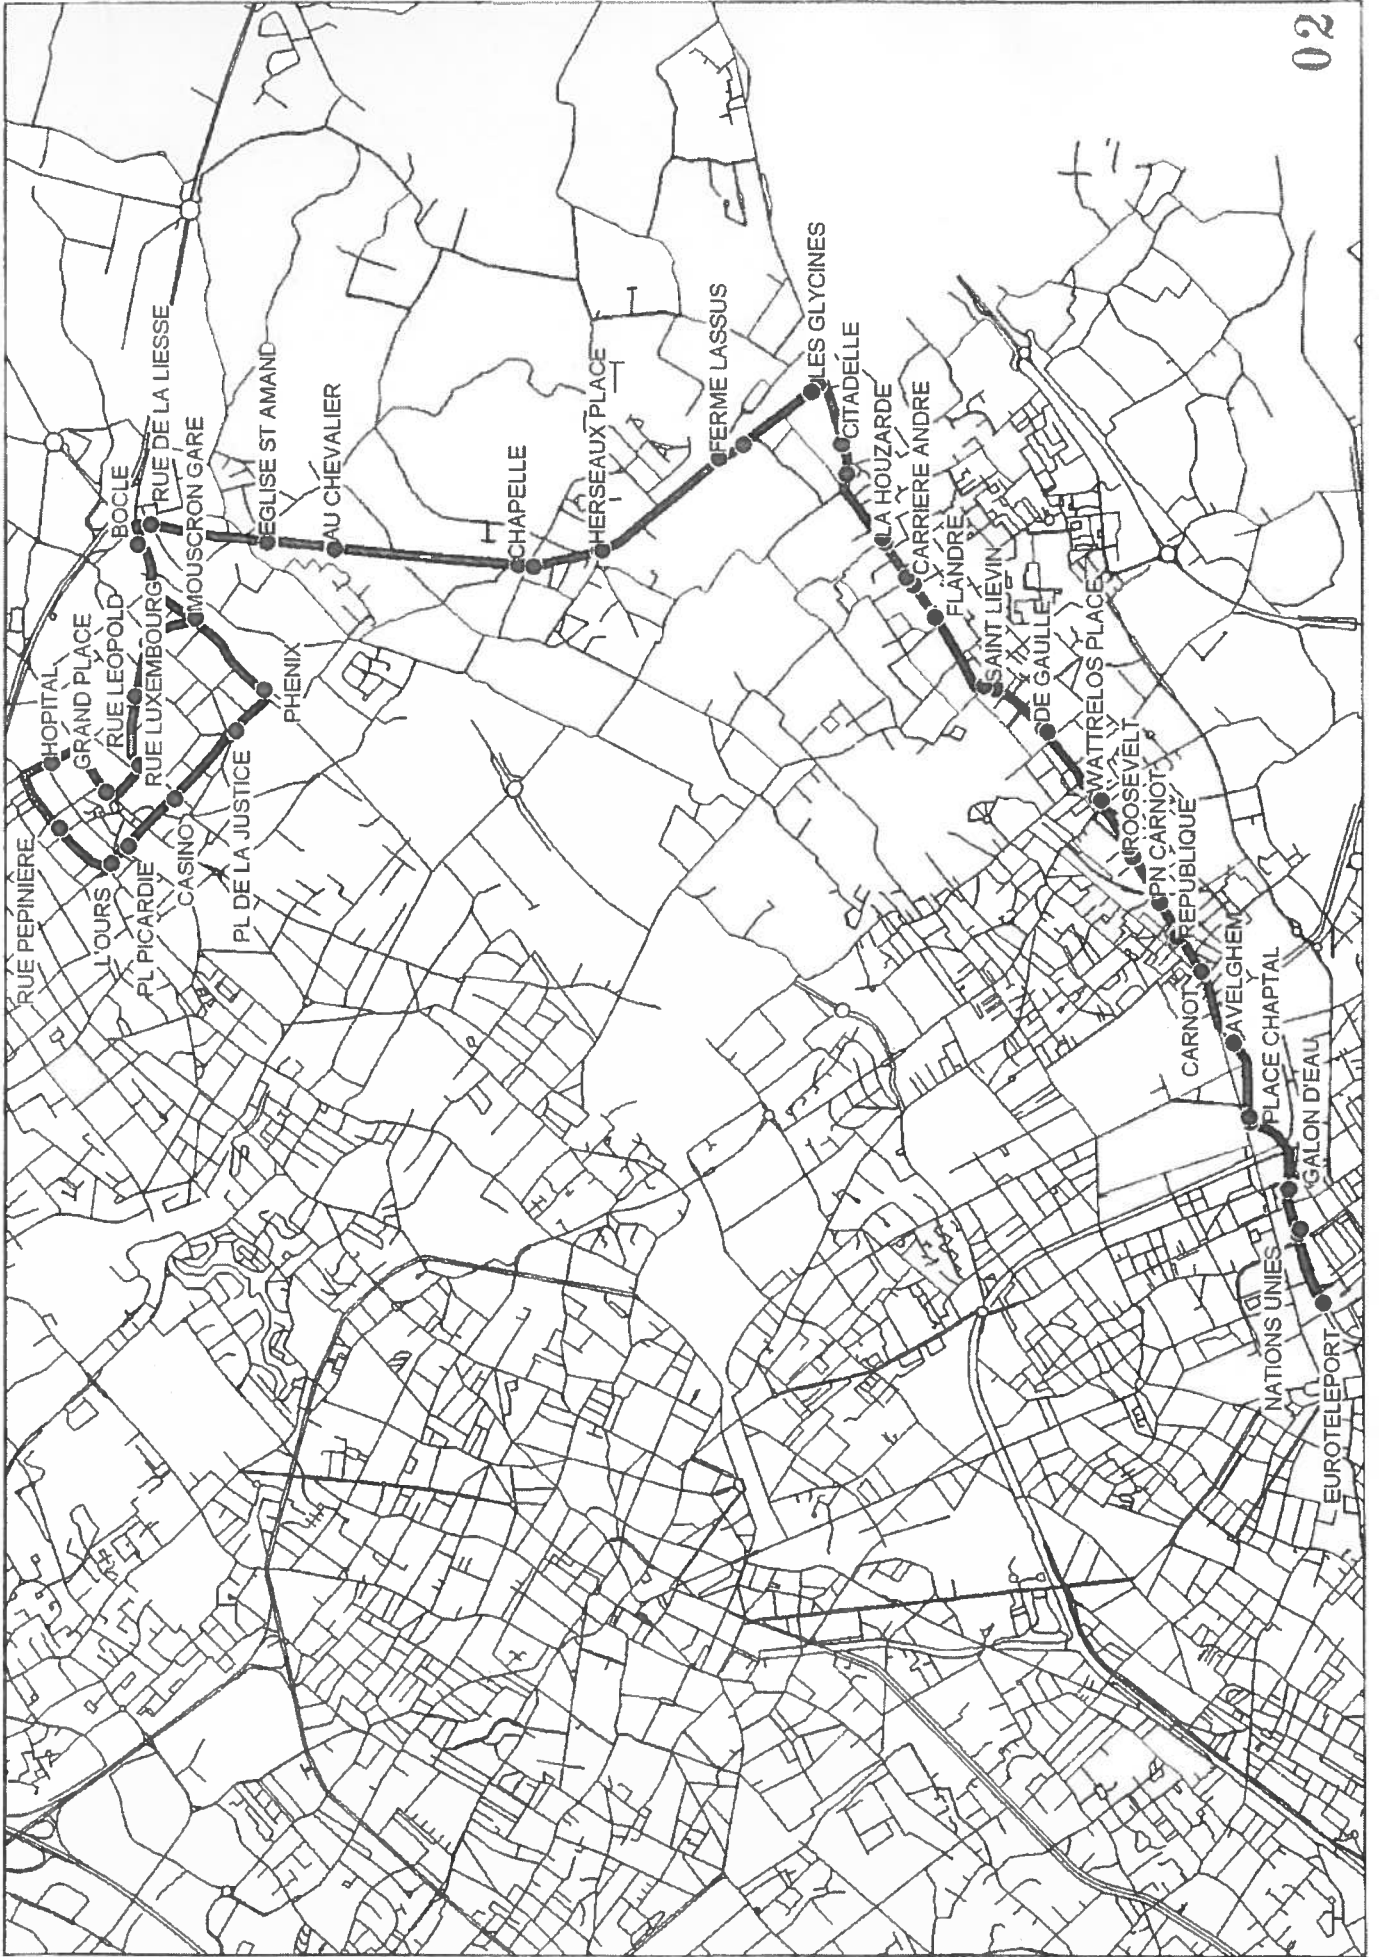 RUE PEPINIERE
HOPITAL
GRAND PLACE
RUE LEOPOLD
RUE LUXEMBOURG
BOCLE
RUE DE LA LIESSE
MOUSCRON GARE
L'OURS
PL PICARDIE
CASINO
PL DE LA JUSTICE
PHENIX
EGLISE ST AMAND
AU CHEVALIER
CHAPELLE
HERSEAUX PLACE
FERME LASSUS
LES GLYCINES
CITADELLE
LA HOUZARDE
CARRIERE ANDRE
FLANDRE
SAINT LIEVIN
DE GAULLE
WATTRELOS PLACE
ROOSEVELT
PN CARNOT
REPUBLIQUE
CARNOT
AVELGHEM
PLACE CHAPTAL
GALON D'EAU
NATIONS UNIES
EUROTELEPORT
02